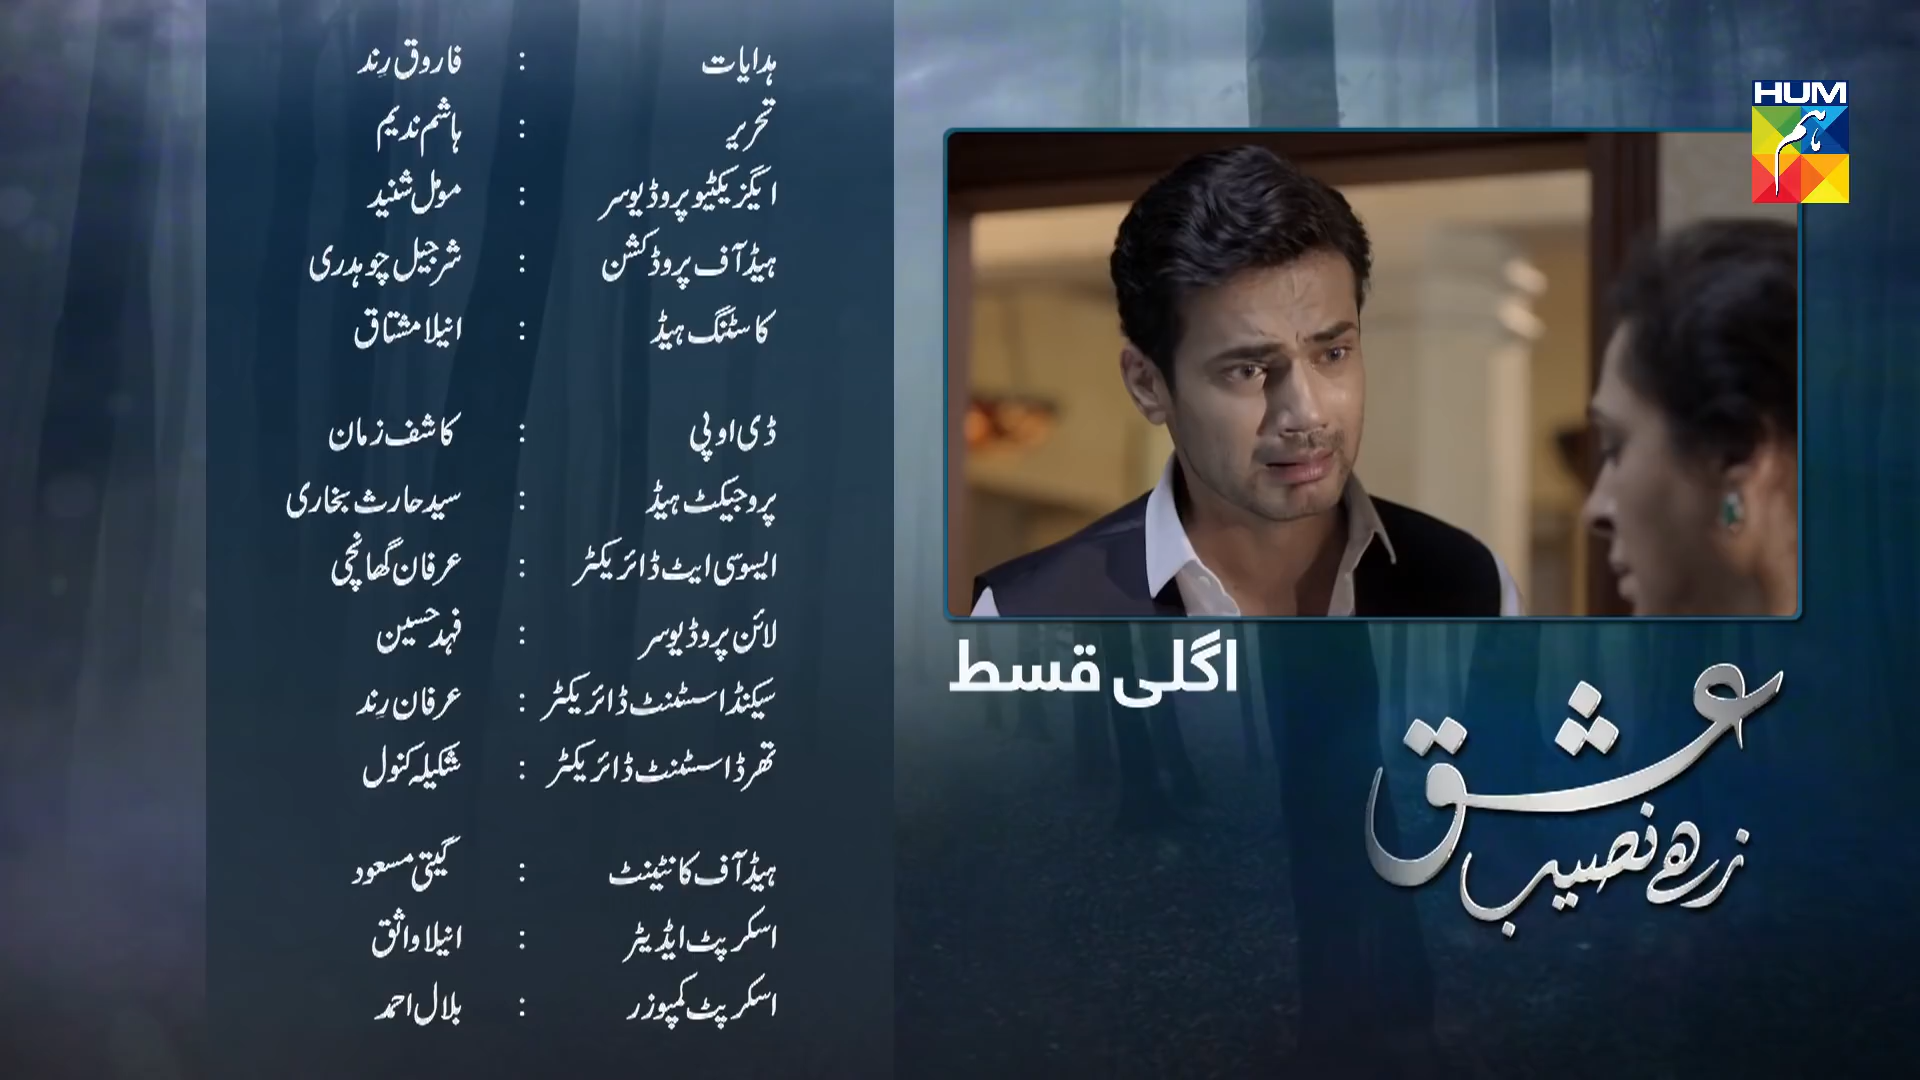 ہدایات : فاروق رِند
تحریر : ہاشم ندیم
ایگزیکٹیو پروڈیوسر : مومل شنید
ہیڈ آف پروڈکشن : شرجیل چوہدری
کاسٹنگ ہیڈ : انیلا مشتاق
ڈی او پی : کاشف زمان
پروجیکٹ ہیڈ : سید حارث بخاری
ایسوسی ایٹ ڈائریکٹر : عرفان گھانچی
لائن پروڈیوسر : فہد حسین
سیکنڈ اسسٹنٹ ڈائریکٹر : عرفان رِند
تھرڈ اسسٹنٹ ڈائریکٹر : شکیلہ کنول
ہیڈ آف کانٹینٹ : گیتی مسعود
اسکرپٹ ایڈیٹر : انیلا واثق
اسکرپٹ کمپوزر : بلال احمد
HUM
ہم
اگلی قسط
عشق
زہے نصیب